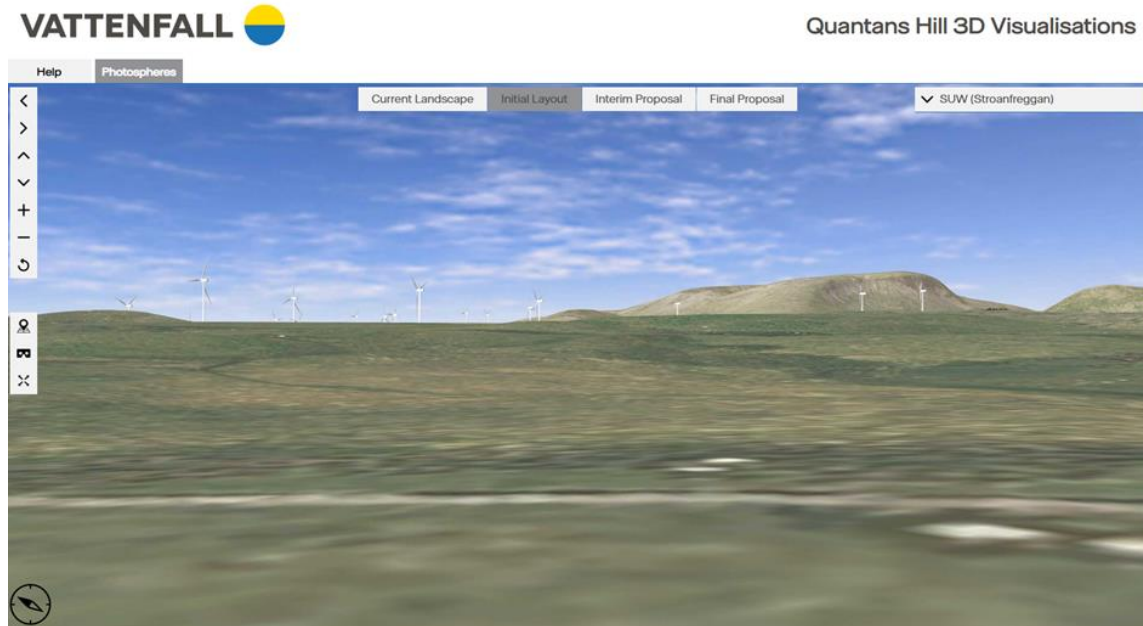 VATTENFALL
Quantans Hill 3D Visualisations
Help
Photospheres
Current Landscape
Initial Layout
Interim Proposal
Final Proposal
SUW (Stroanfreggan)